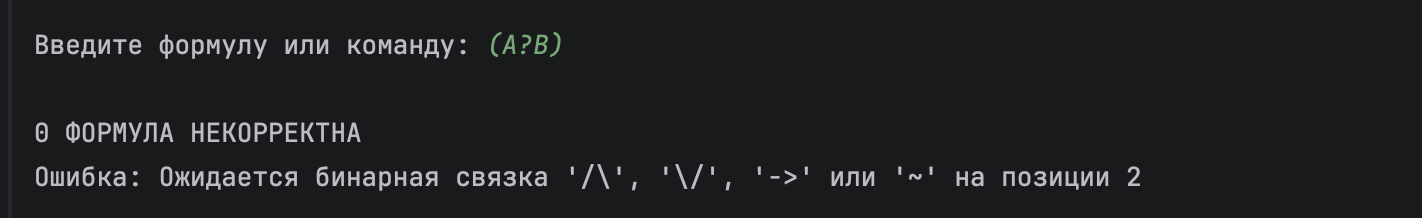 Введите формулу или команду: (A?B)
0 ФОРМУЛА НЕКОРРЕКТНА
Ошибка: Ожидается бинарная связка '/\', '\/', '->' или '~' на позиции 2